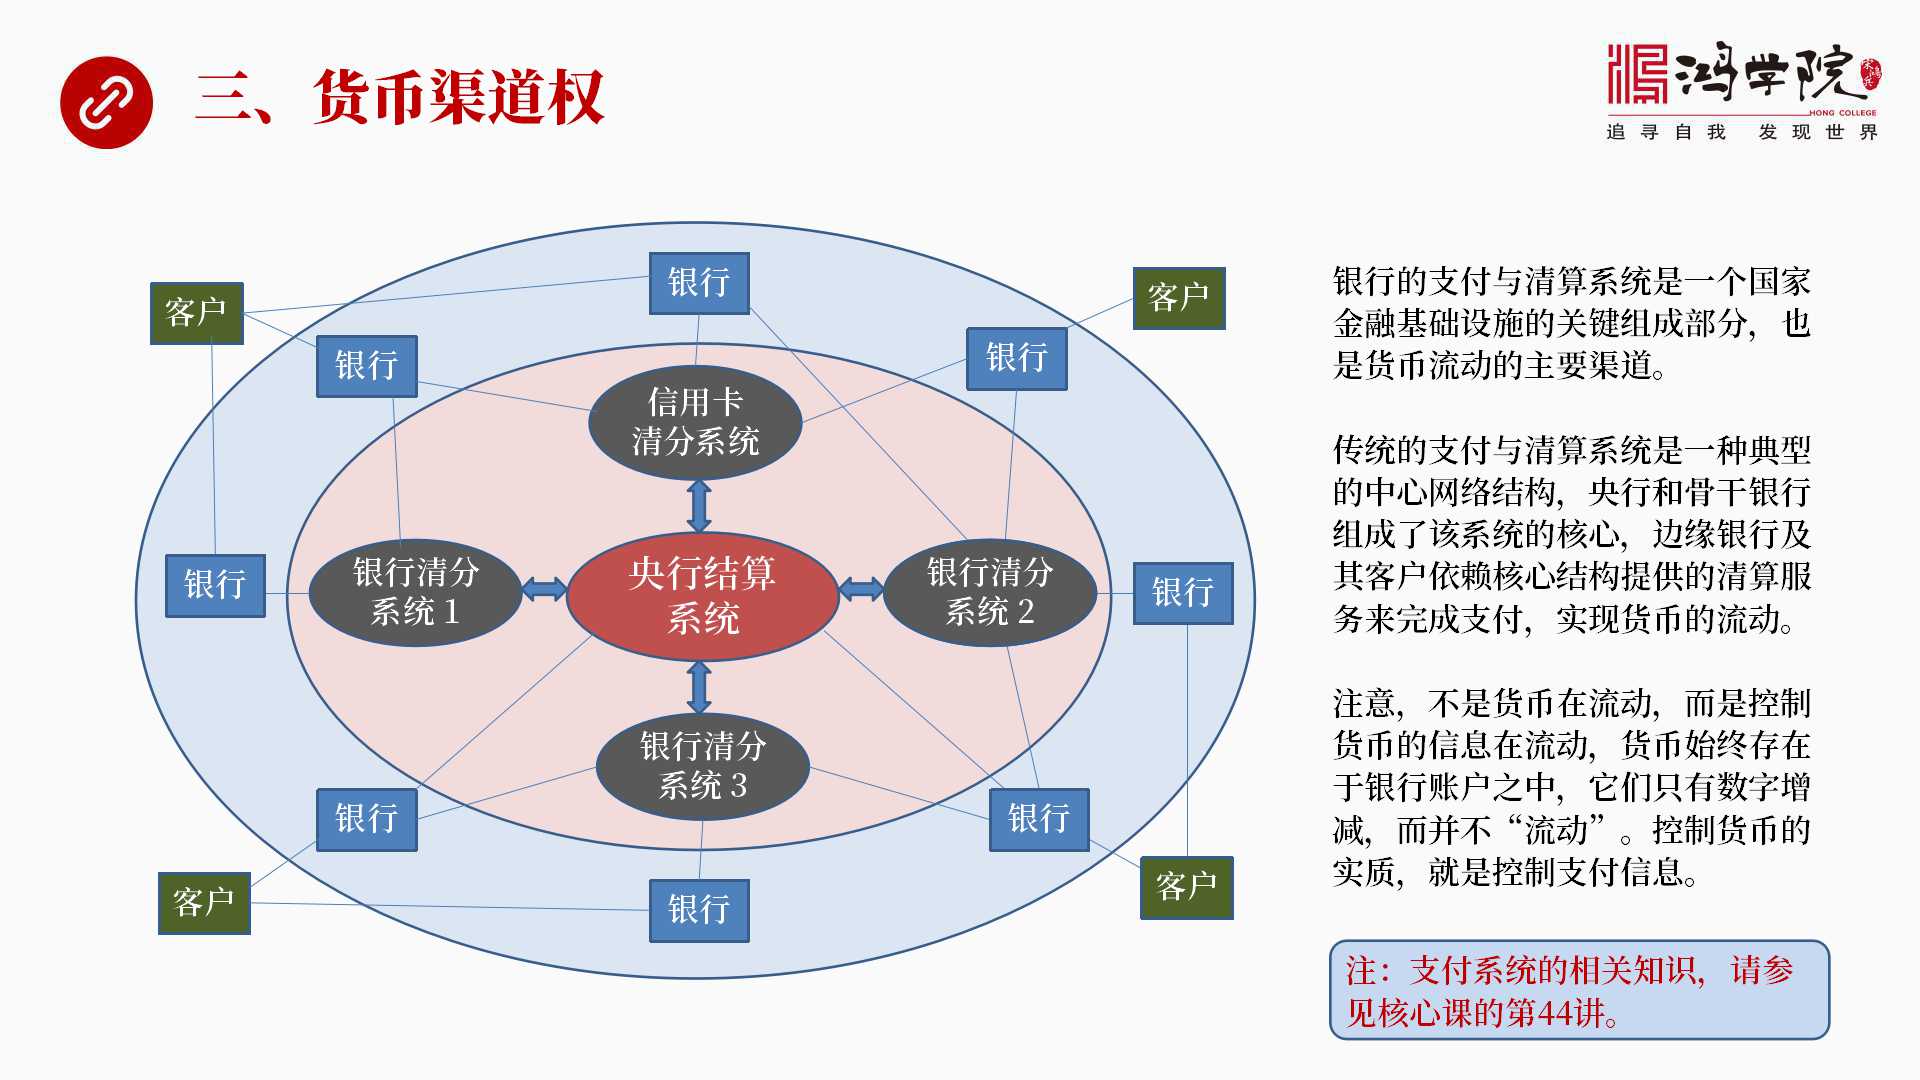 三、货币渠道权
鸿学院
宋鸿兵
HONG COLLEGE
追寻自我 发现世界
客户
银行
银行
银行
客户
信用卡
清分系统
银行
银行清分
系统 1
央行结算
系统
银行清分
系统 2
银行
银行
银行清分
系统 3
银行
客户
银行
客户
银行的支付与清算系统是一个国家
金融基础设施的关键组成部分，也
是货币流动的主要渠道。
传统的支付与清算系统是一种典型
的中心网络结构，央行和骨干银行
组成了该系统的核心，边缘银行及
其客户依赖核心结构提供的清算服
务来完成支付，实现货币的流动。
注意，不是货币在流动，而是控制
货币的信息在流动，货币始终存在
于银行账户之中，它们只有数字增
减，而并不“流动”。控制货币的
实质，就是控制支付信息。
注：支付系统的相关知识，请参
见核心课的第44讲。